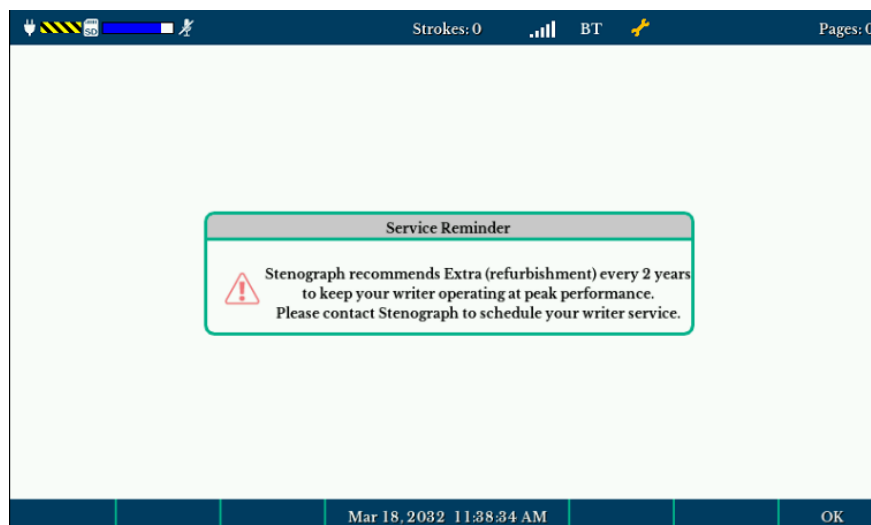 SD Strokes: 0 BT Pages: 0
Service Reminder
Stenograph recommends Extra (refurbishment) every 2 years
to keep your writer operating at peak performance.
Please contact Stenograph to schedule your writer service.
Mar 18, 2032 11:38:34 AM OK